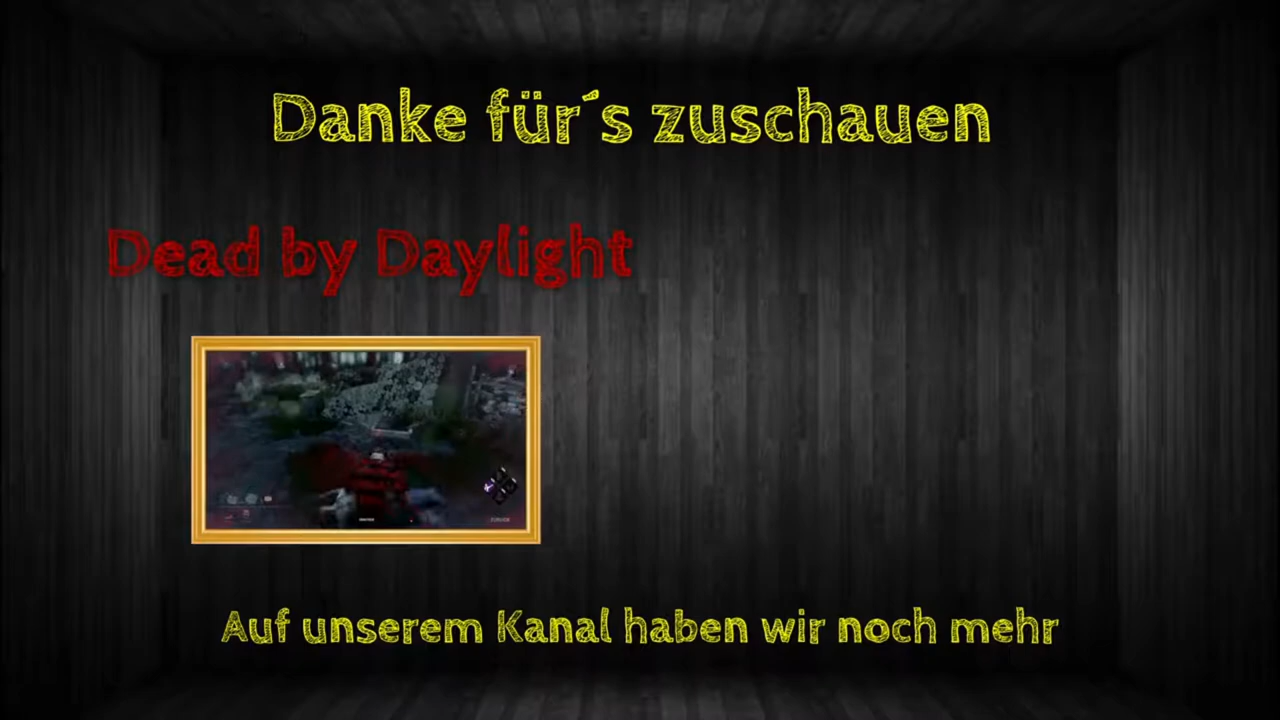 Danke für´s zuschauen
Dead by Daylight
Auf unserem Kanal haben wir noch mehr